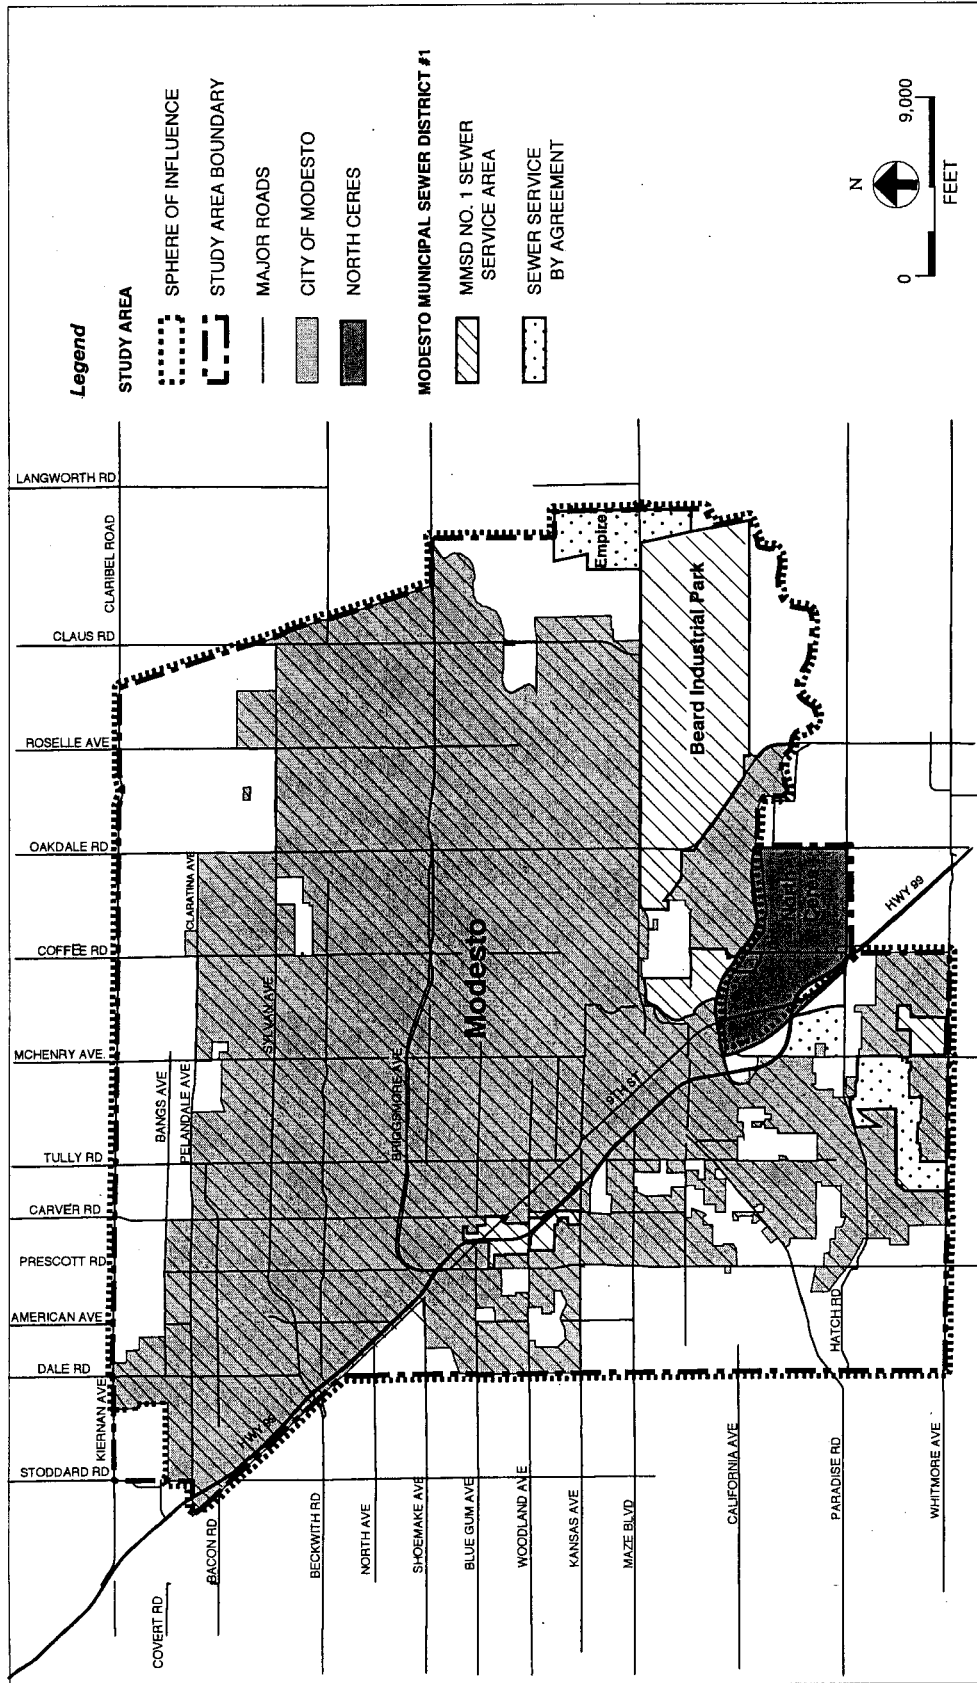 Legend
STUDY AREA
SPHERE OF INFLUENCE
STUDY AREA BOUNDARY
MAJOR ROADS
CITY OF MODESTO
NORTH CERES
MODESTO MUNICIPAL SEWER DISTRICT #1
MMSD NO. 1 SEWER
SERVICE AREA
SEWER SERVICE
BY AGREEMENT
N
0
9,000
FEET
LANGWORTH RD
CLARIBEL ROAD
CLAUS RD
ROSELLE AVE
OAKDALE RD
CLARATINA AVE
COFFEE RD
SYLVAN AVE
MCHENRY AVE.
BANGS AVE
PELANDALE AVE
TULLY RD
CARVER RD
PRESCOTT RD
AMERICAN AVE
DALE RD
KIERNAN AVE
STODDARD RD
BRIGGSMORE AVE
Modesto
9TH ST
HWY 99
Empire
Beard Industrial Park
North
Ceres
HWY 99
HATCH RD
COVERT RD
BACON RD
BECKWITH RD
NORTH AVE
SHOEMAKE AVE
BLUE GUM AVE
WOODLAND AVE
KANSAS AVE
MAZE BLVD
CALIFORNIA AVE
PARADISE RD
WHITMORE AVE